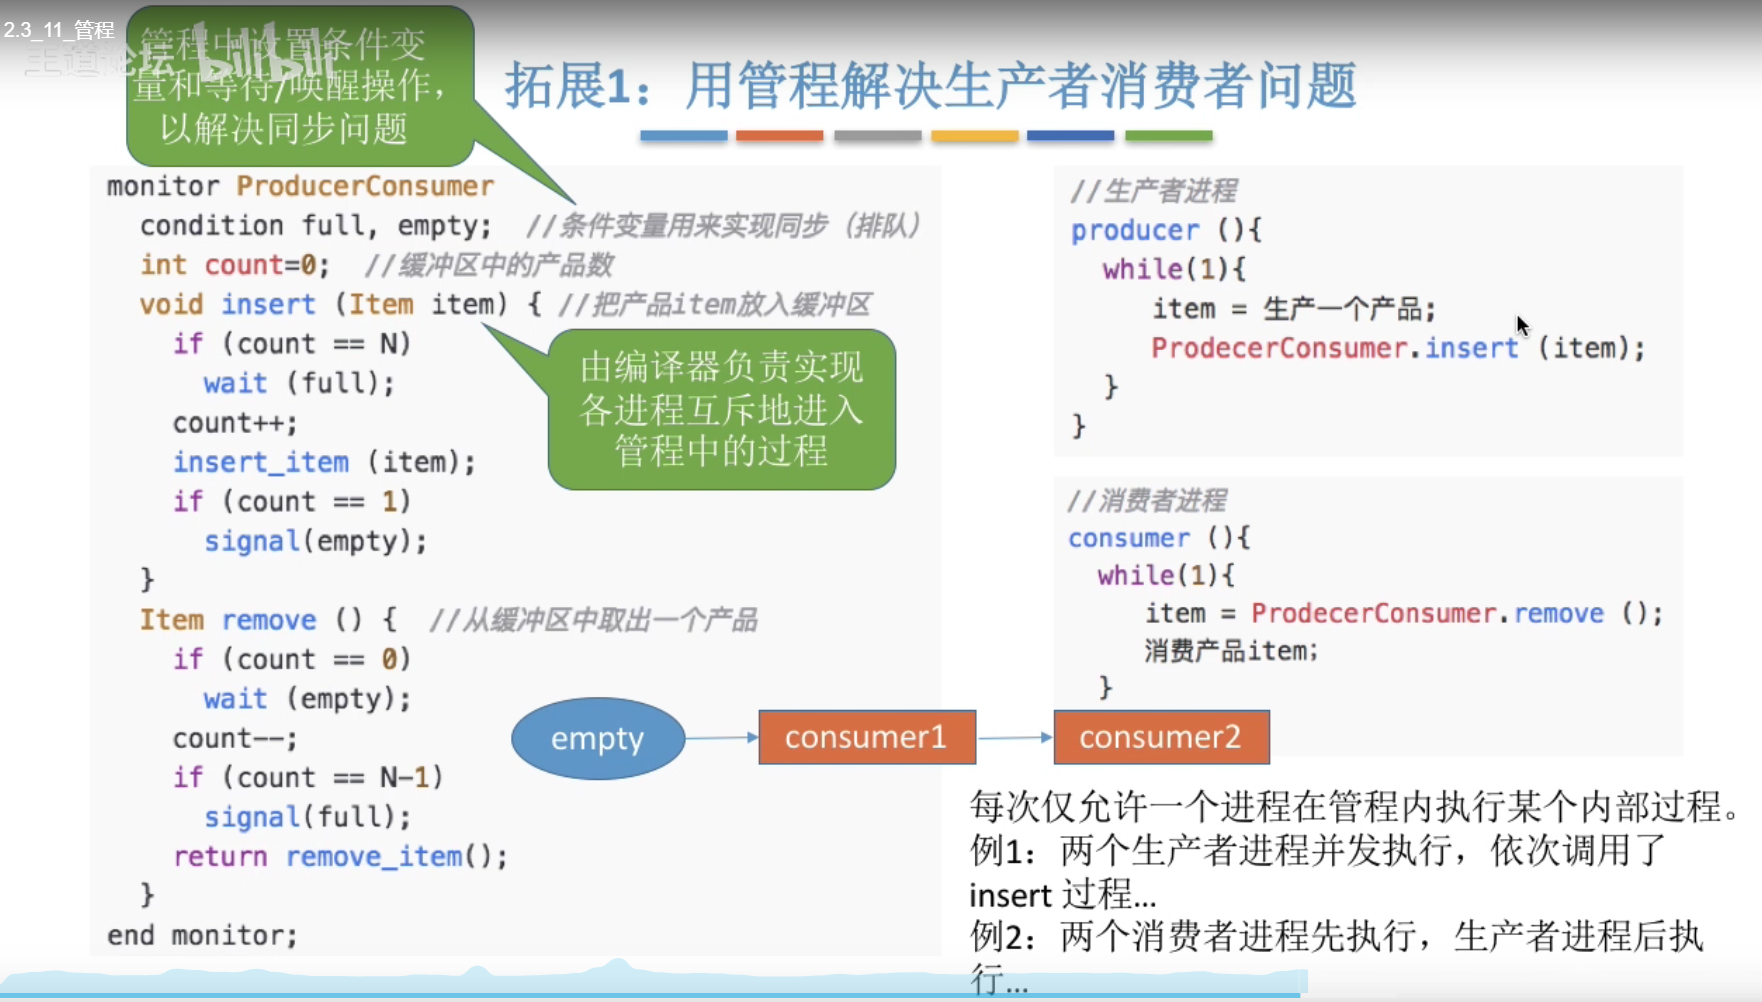 2.3_11_管程
王道论坛
bilibili
管程中设置条件变
量和等待/唤醒操作，
以解决同步问题
拓展1：用管程解决生产者消费者问题
monitor ProducerConsumer
condition full, empty; //条件变量用来实现同步（排队）
int count=0; //缓冲区中的产品数
void insert (Item item) { //把产品item放入缓冲区
if (count == N)
wait (full);
count++;
insert_item (item);
if (count == 1)
signal(empty);
}
由编译器负责实现
各进程互斥地进入
管程中的过程
Item remove () { //从缓冲区中取出一个产品
if (count == 0)
wait (empty);
count--;
if (count == N-1)
signal(full);
return remove_item();
}
end monitor;
//生产者进程
producer (){
while(1){
item = 生产一个产品;
ProdecerConsumer.insert (item);
}
}
//消费者进程
consumer (){
while(1){
item = ProdecerConsumer.remove ();
消费产品item;
}
empty
consumer1
consumer2
每次仅允许一个进程在管程内执行某个内部过程。
例1：两个生产者进程并发执行，依次调用了
insert 过程...
例2：两个消费者进程先执行，生产者进程后执
行...